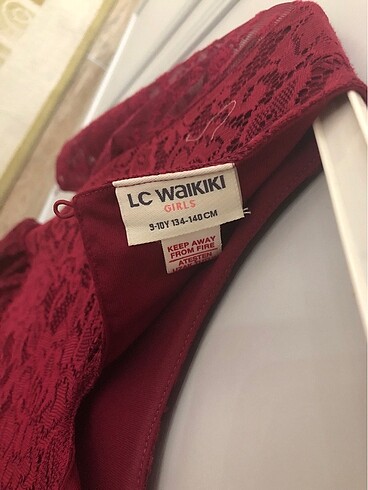 LC WAIKIKI
GIRLS
9-10Y 134-140 CM
KEEP AWAY
FROM FIRE
ATEŞTEN